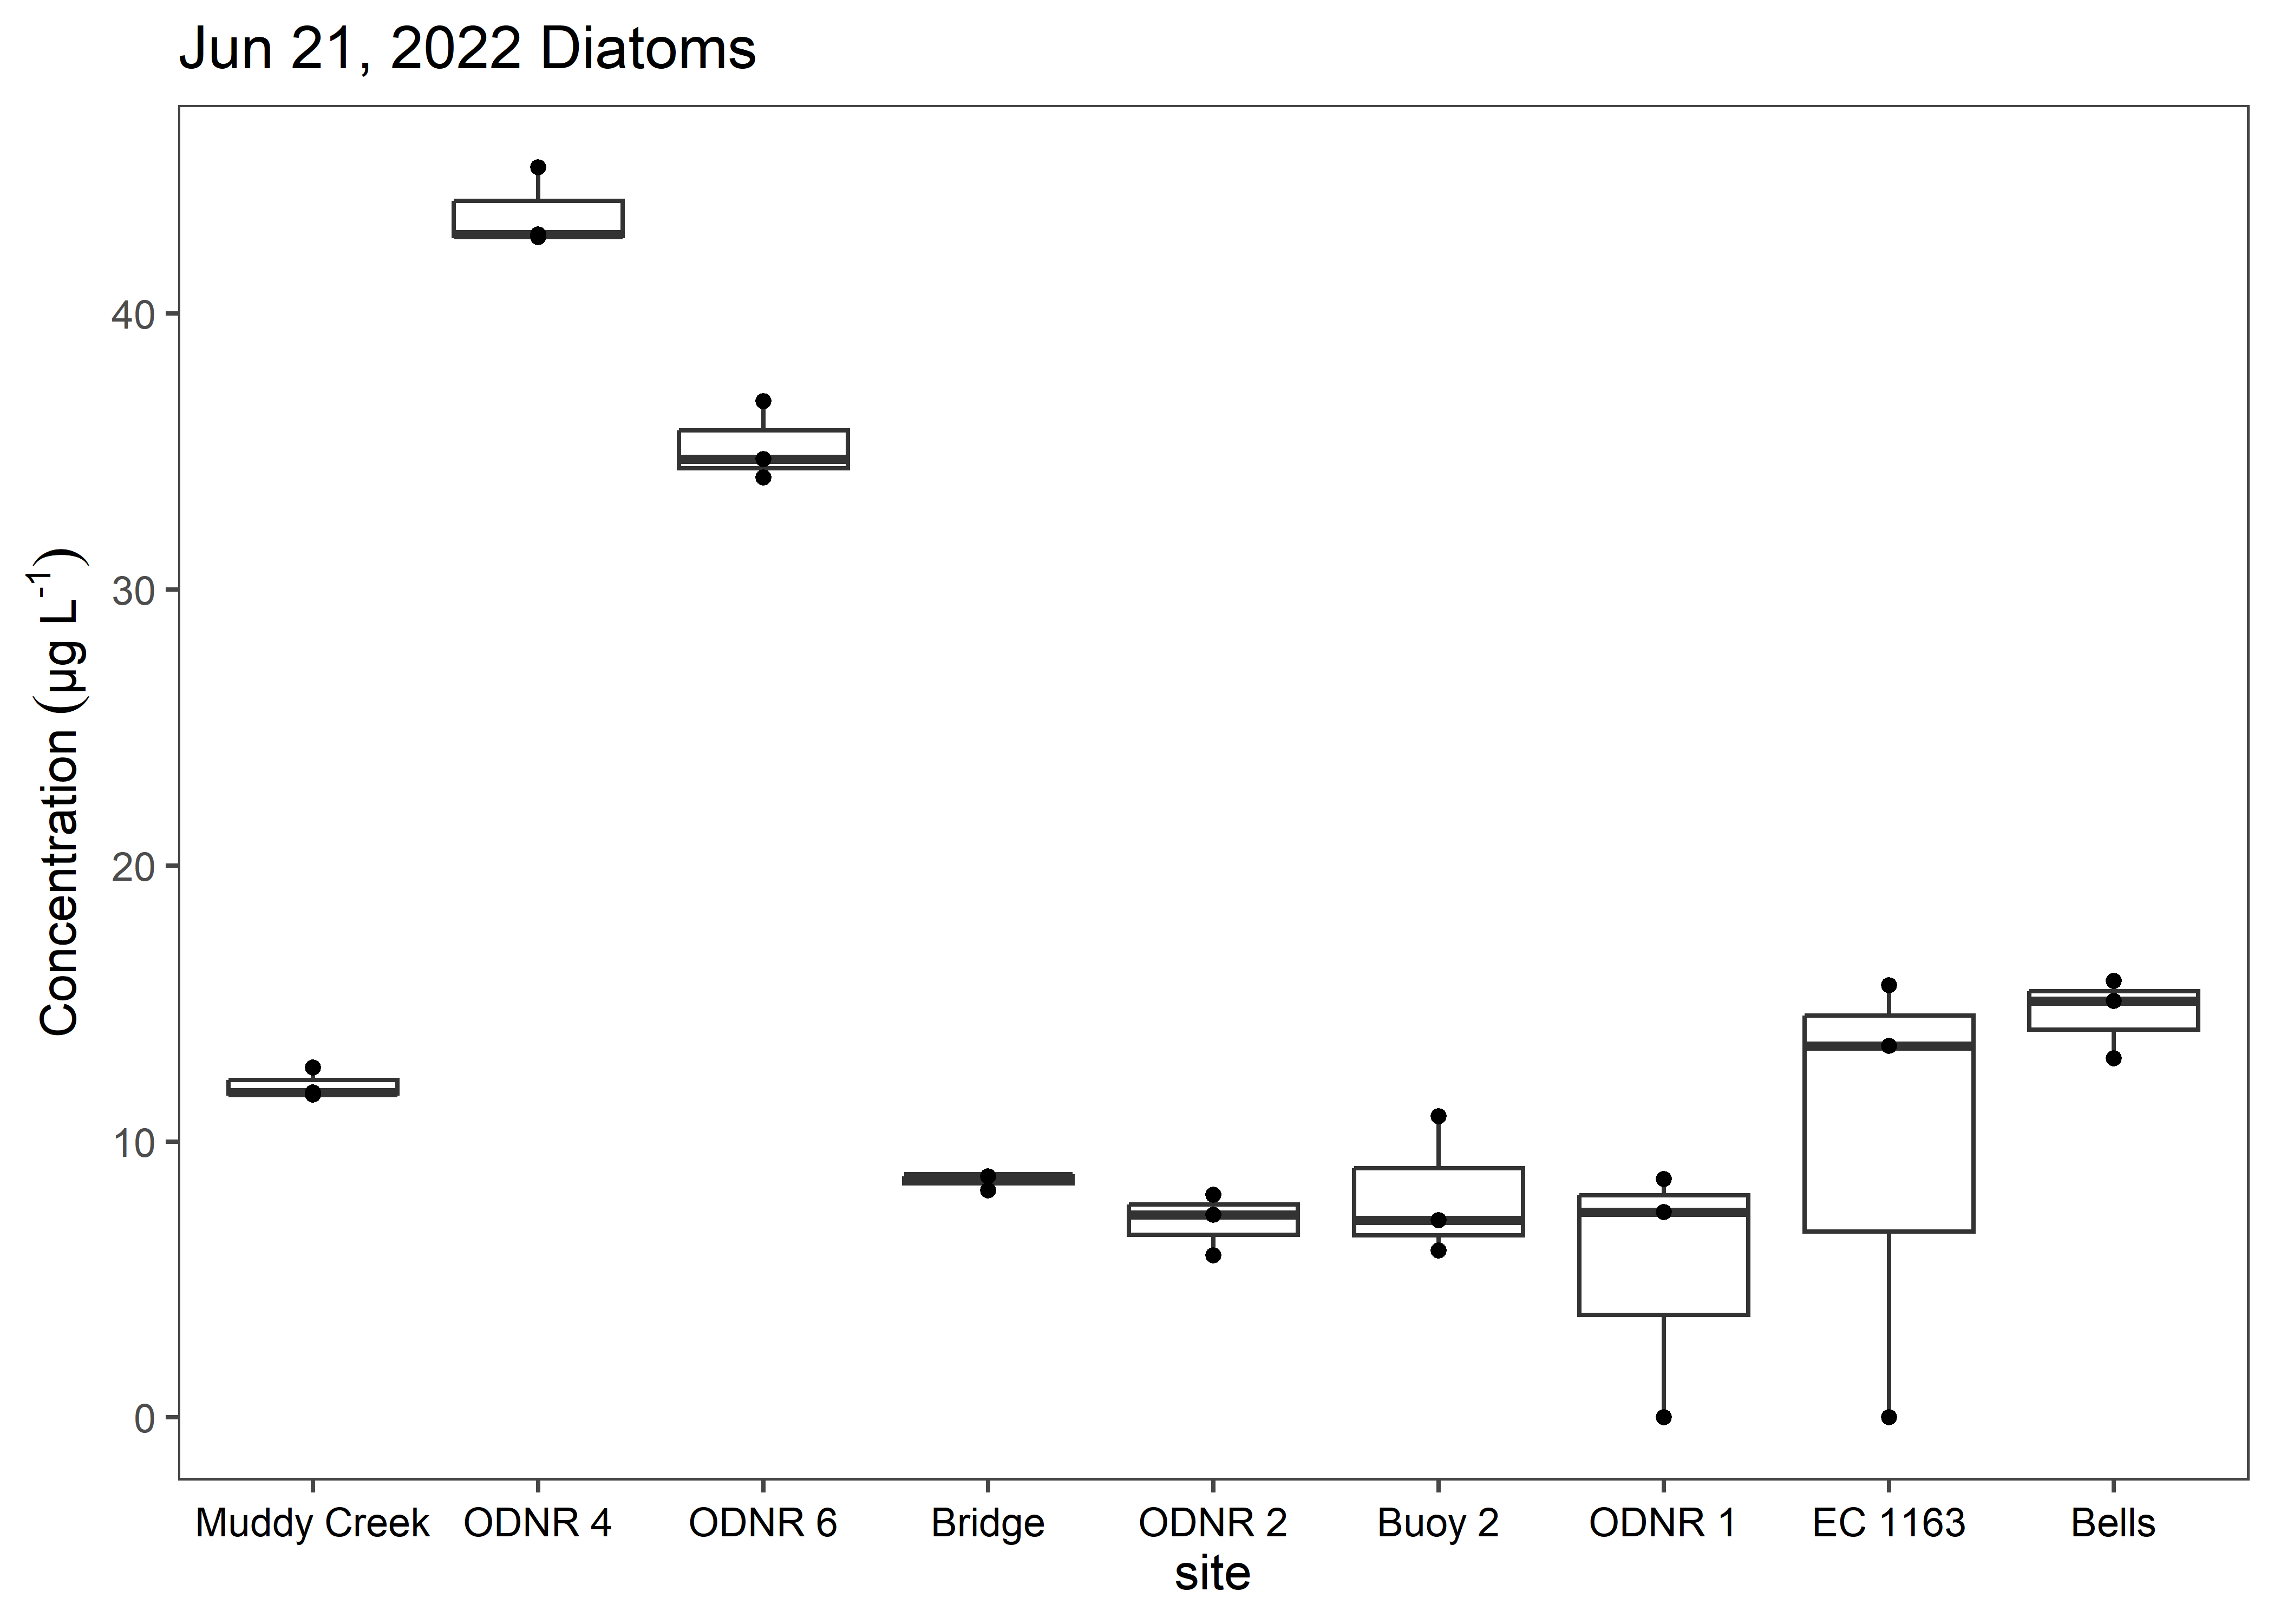 Jun 21, 2022 Diatoms
Concentration (µg L⁻¹)
40
30
20
10
0
Muddy Creek ODNR 4 ODNR 6 Bridge ODNR 2 Buoy 2 ODNR 1 EC 1163 Bells
site